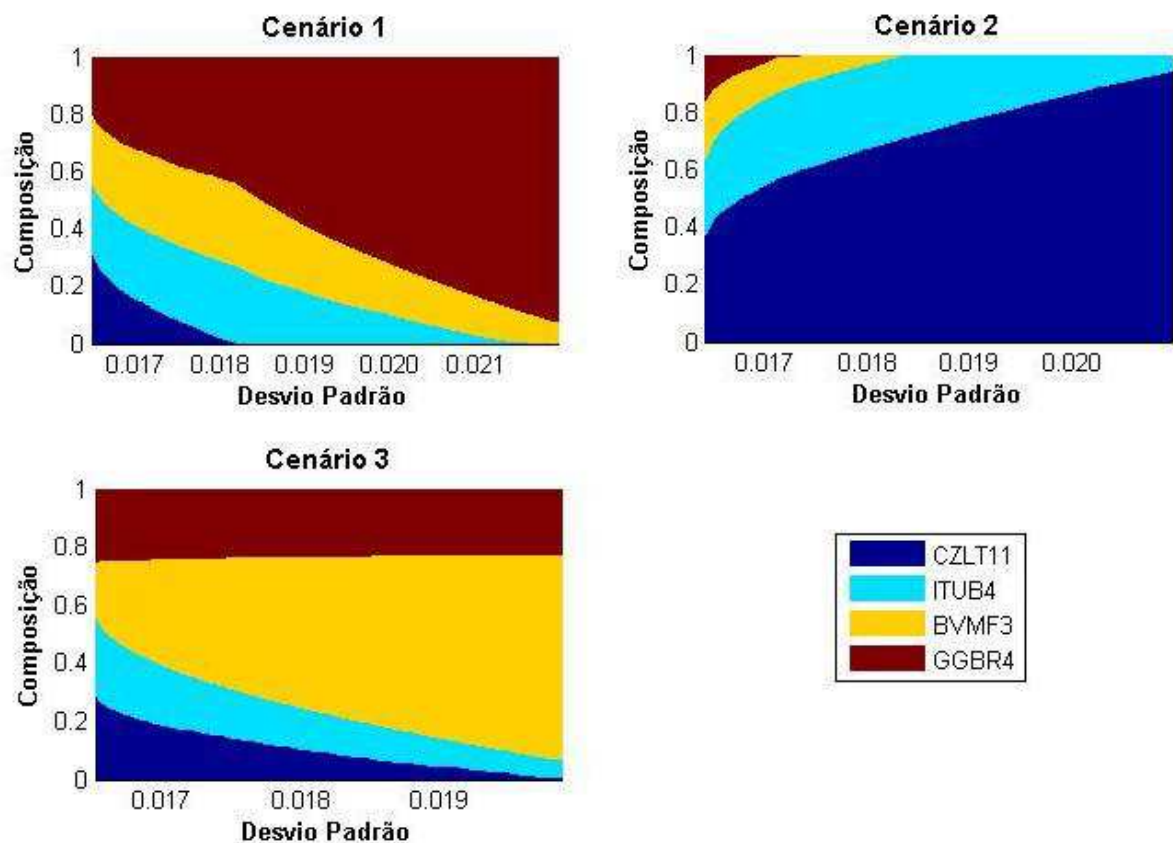 Cenário 1
1
0.8
0.6
0.4
0.2
0
Composição
0.017 0.018 0.019 0.020 0.021
Desvio Padrão
Cenário 2
1
0.8
0.6
0.4
0.2
0
Composição
0.017 0.018 0.019 0.020
Desvio Padrão
Cenário 3
1
0.8
0.6
0.4
0.2
0
Composição
0.017 0.018 0.019
Desvio Padrão
CZLT11
ITUB4
BVMF3
GGBR4